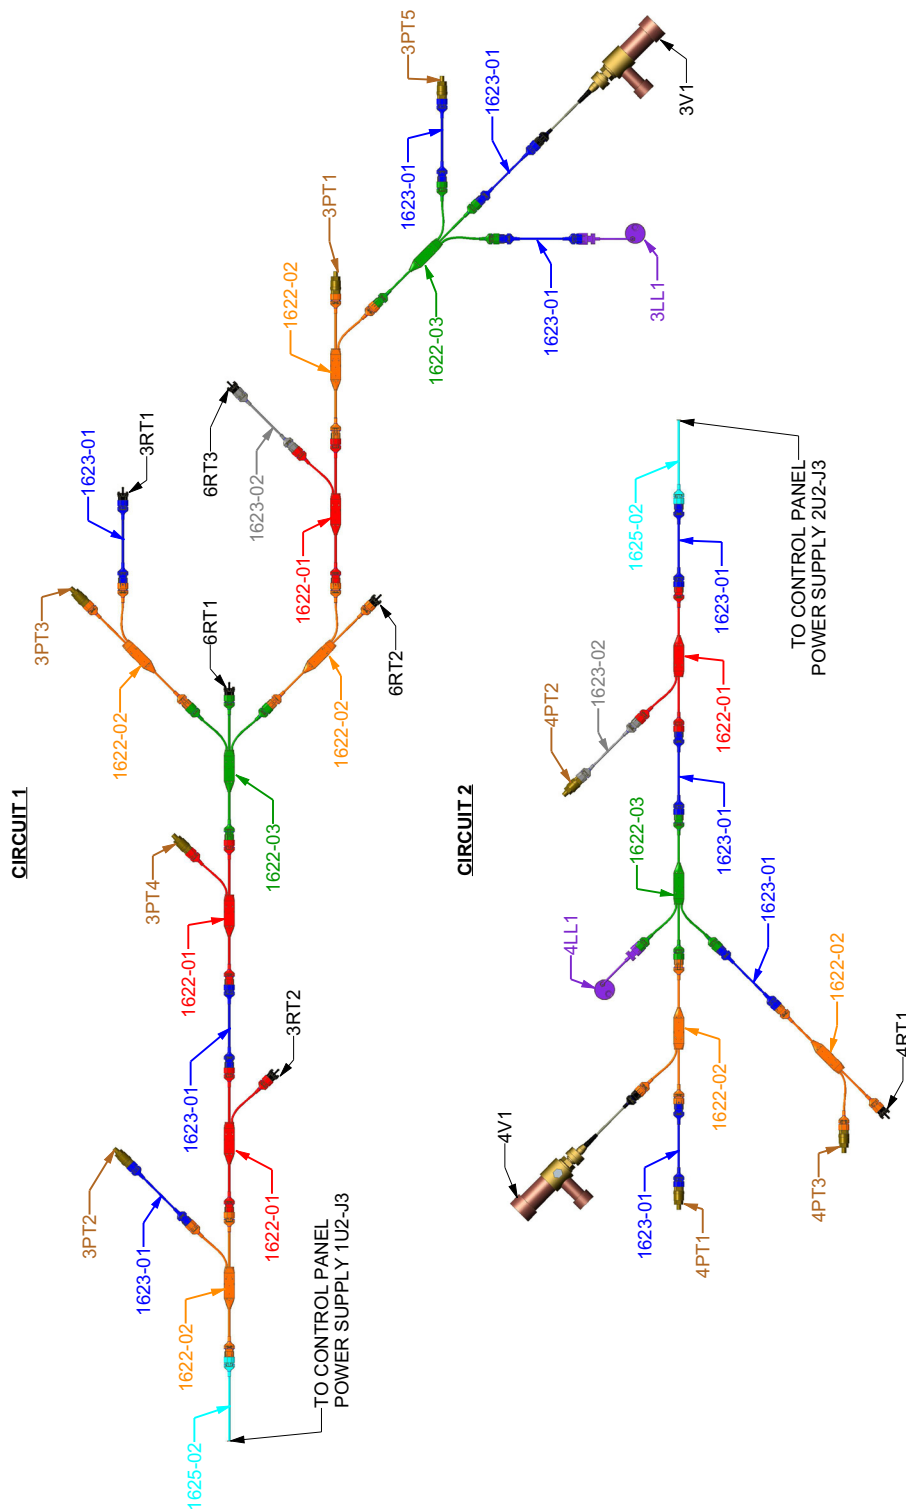 CIRCUIT 1
1625-02
TO CONTROL PANEL
POWER SUPPLY 1U2-J3
1622-02
1623-01
3PT2
1622-01
3RT2
1623-01
1622-01
3PT4
1622-03
6RT1
1622-02
3PT3
1623-01
3RT1
1622-02
6RT2
1622-01
1623-02
6RT3
1622-02
3PT1
1622-03
1623-01
3PT5
1623-01
3V1
1623-01
3LL1
CIRCUIT 2
4V1
1623-01
4PT1
1622-02
4LL1
4PT3
4RT1
1622-02
1623-01
1622-03
1623-01
4PT2
1623-02
1622-01
1623-01
1625-02
TO CONTROL PANEL
POWER SUPPLY 2U2-J3